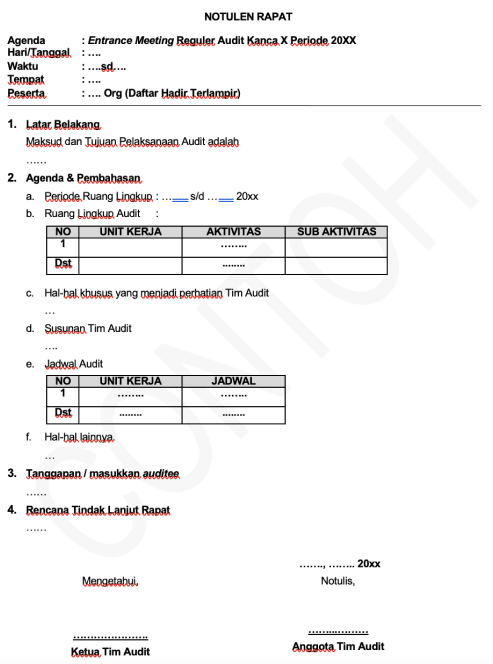 NOTULEN RAPAT
Agenda : Entrance Meeting Reguler Audit Kanca X Periode 20XX
Hari/Tanggal : ....
Waktu : ....sd....
Tempat : ....
Peserta : .... Org (Daftar Hadir Terlampir)
1. Latar Belakang
Maksud dan Tujuan Pelaksanaan Audit adalah
......
2. Agenda & Pembahasan
a. Periode Ruang Lingkup : ...___ s/d ...___ 20xx
b. Ruang Lingkup Audit :
NO UNIT KERJA AKTIVITAS SUB AKTIVITAS
1 ........
Dst ........
c. Hal-hal khusus yang menjadi perhatian Tim Audit
...
d. Susunan Tim Audit
....
e. Jadwal Audit
NO UNIT KERJA JADWAL
1 ........ ........
Dst ........ ........
f. Hal-hal lainnya
...
3. Tanggapan / masukkan auditee
......
4. Rencana Tindak Lanjut Rapat
......
......., ........ 20xx
Mengetahui, Notulis,
...................... ..................
Ketua Tim Audit Anggota Tim Audit
CONTOH